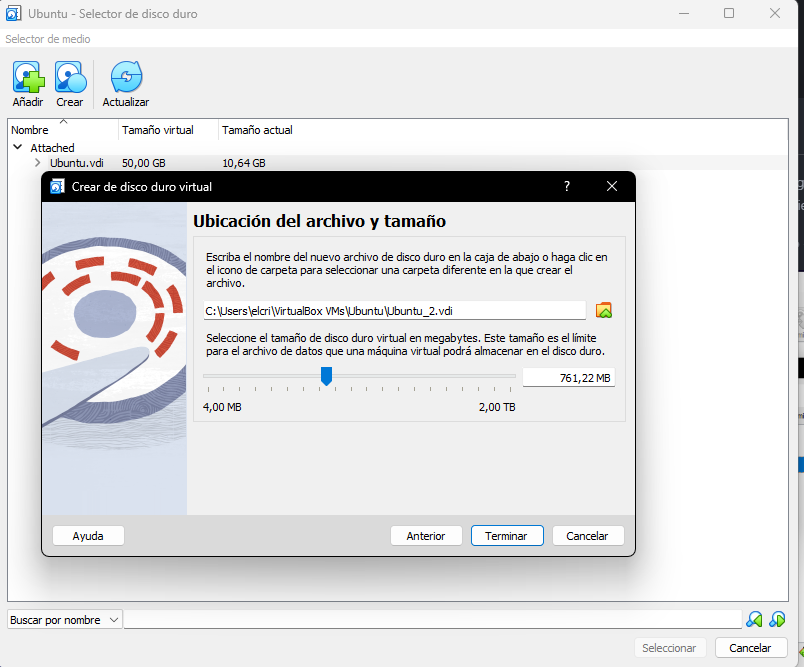 Ubuntu - Selector de disco duro
Selector de medio
Añadir Crear Actualizar
Nombre Tamaño virtual Tamaño actual
Attached
Ubuntu.vdi 50,00 GB 10,64 GB
Crear de disco duro virtual ?
Ubicación del archivo y tamaño
Escriba el nombre del nuevo archivo de disco duro en la caja de abajo o haga clic en
el icono de carpeta para seleccionar una carpeta diferente en la que crear el
archivo.
C:\Users\elcri\VirtualBox VMs\Ubuntu\Ubuntu_2.vdi
Seleccione el tamaño de disco duro virtual en megabytes. Este tamaño es el límite
para el archivo de datos que una máquina virtual podrá almacenar en el disco duro.
761,22 MB
4,00 MB 2,00 TB
Ayuda Anterior Terminar Cancelar
Buscar por nombre
Seleccionar Cancelar